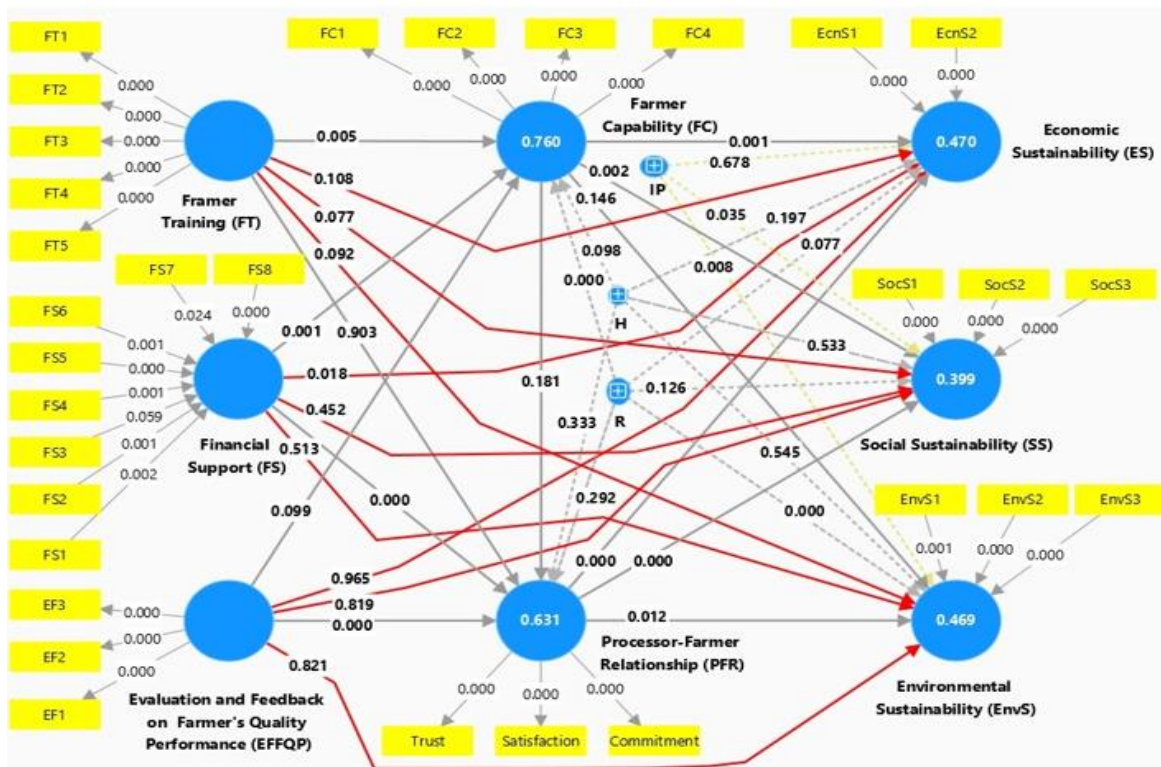 FT1
FT2
FT3
FT4
FT5
0.000
0.000
0.000
0.000
0.000
Framer
Training (FT)
FC1
FC2
FC3
FC4
0.000
0.000
0.000
0.000
0.760
Farmer
Capability (FC)
EcnS1
EcnS2
0.000
0.000
0.470
Economic
Sustainability (ES)
0.005
0.108
0.077
0.092
0.001
0.678
0.002
0.146
IP
0.035
0.197
0.077
0.098
0.008
0.000
H
FS7
FS8
0.024
0.000
FS6
FS5
FS4
FS3
FS2
FS1
0.001
0.000
0.001
0.059
0.001
0.002
Financial
Support (FS)
0.001
0.903
0.018
0.452
0.513
0.181
0.533
0.126
R
0.333
0.545
SocS1
SocS2
SocS3
0.000
0.000
0.000
0.399
Social Sustainability (SS)
0.099
0.000
0.292
0.000
EnvS1
EnvS2
EnvS3
0.001
0.000
0.000
0.469
Environmental
Sustainability (EnvS)
EF3
EF2
EF1
0.000
0.000
0.000
0.965
0.819
0.000
0.821
Evaluation and Feedback
on Farmer's Quality
Performance (EFFQP)
0.000
0.000
0.012
0.631
Processor-Farmer
Relationship (PFR)
0.000
0.000
0.000
Trust
Satisfaction
Commitment